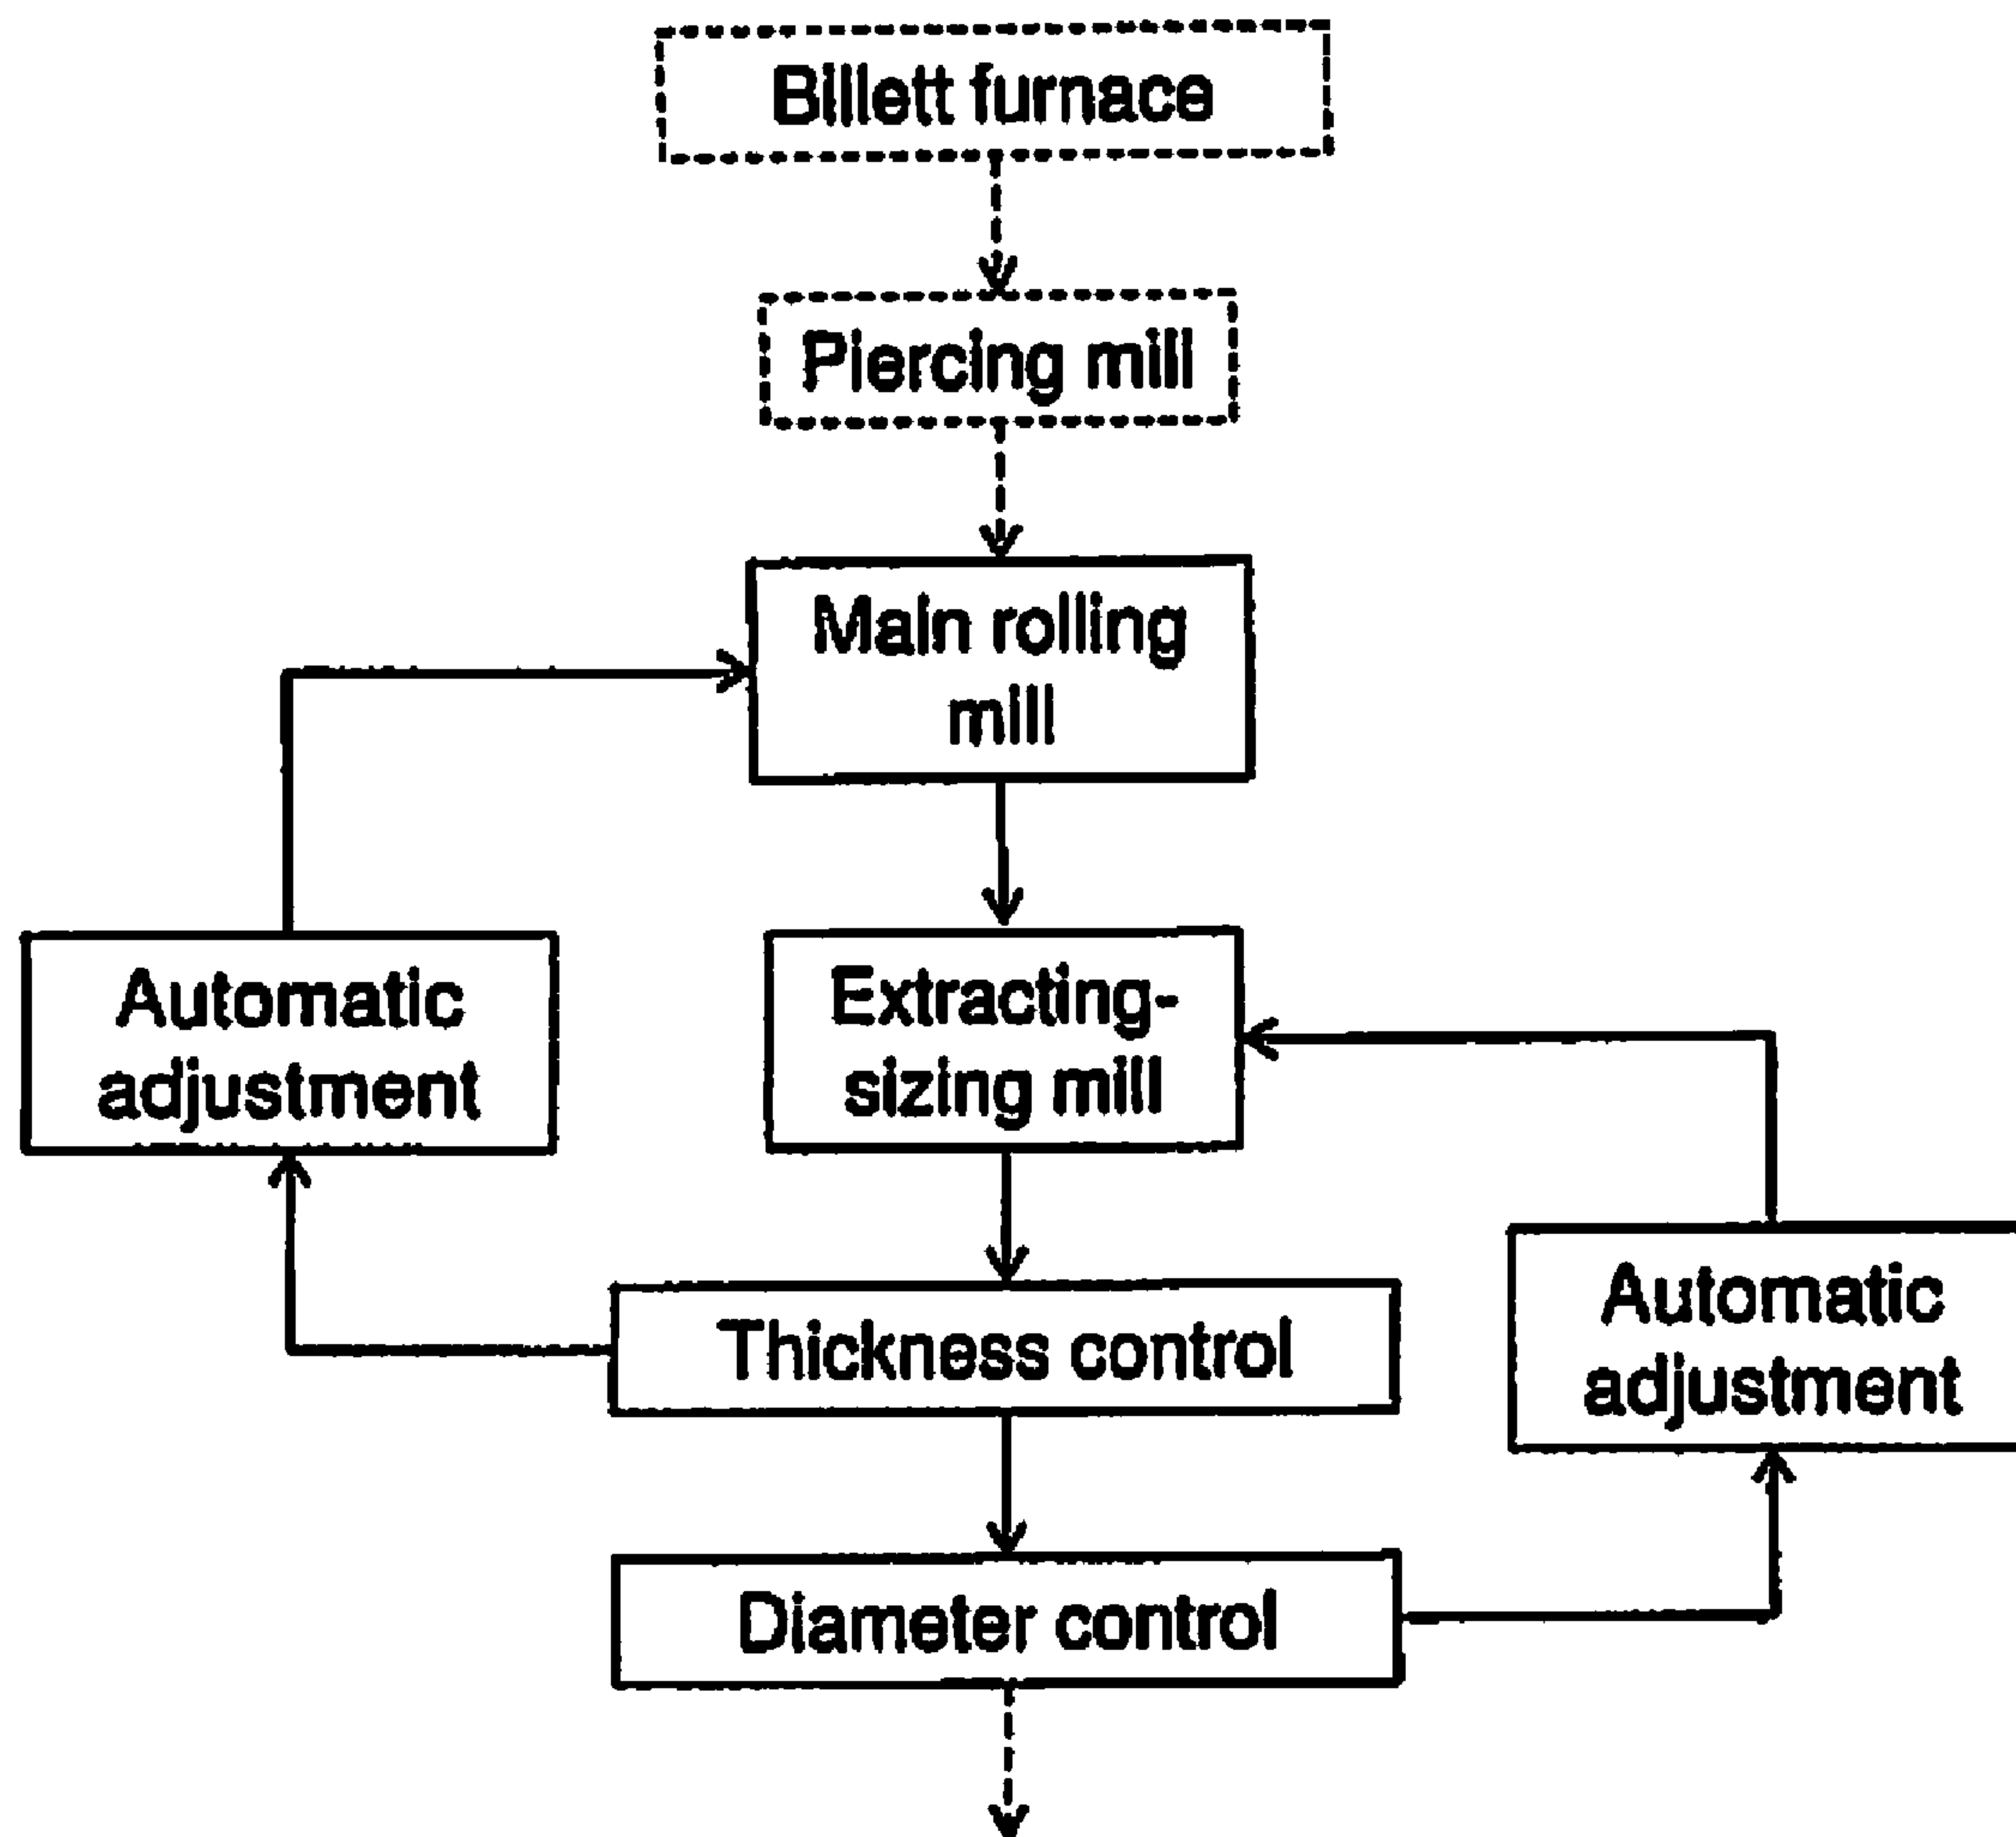 Billett furnace
Piercing mill
Main rolling
mill
Automatic
adjustment
Extracting-
sizing mill
Thickness control
Automatic
adjustment
Diameter control